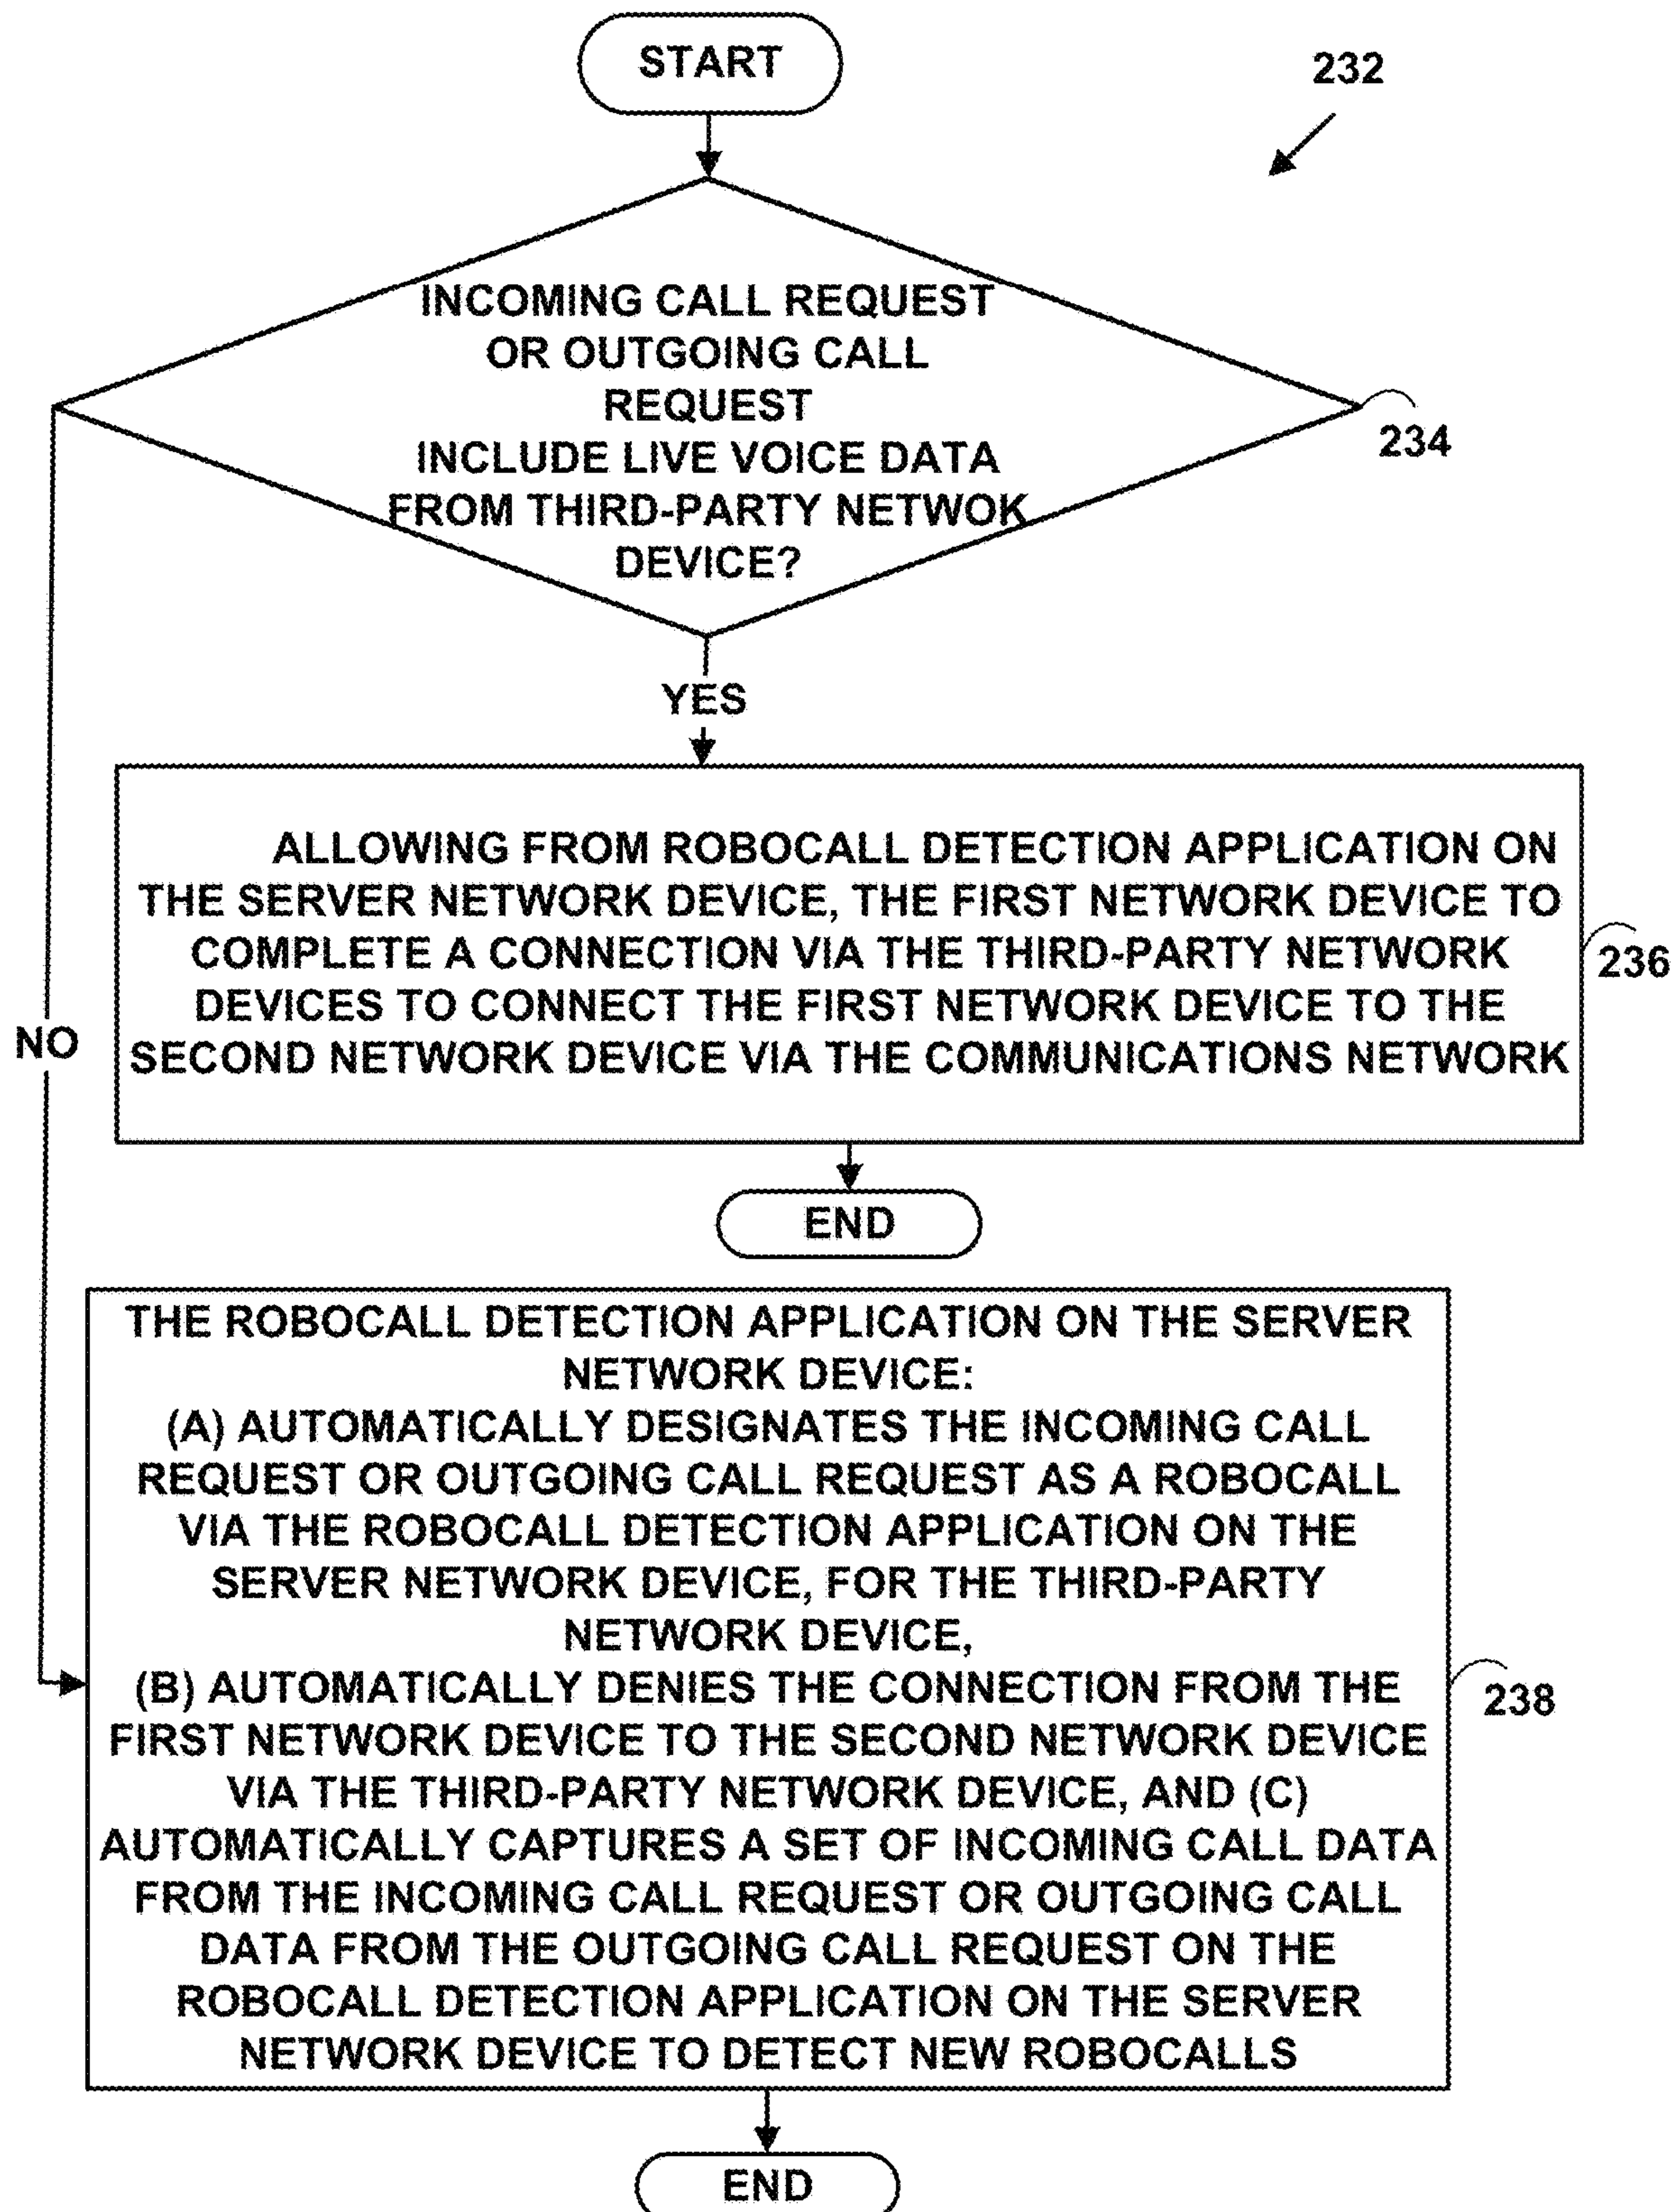 START
232
INCOMING CALL REQUEST
OR OUTGOING CALL
REQUEST
INCLUDE LIVE VOICE DATA
FROM THIRD-PARTY NETWOK
DEVICE?
234
YES
ALLOWING FROM ROBOCALL DETECTION APPLICATION ON
THE SERVER NETWORK DEVICE, THE FIRST NETWORK DEVICE TO
COMPLETE A CONNECTION VIA THE THIRD-PARTY NETWORK
DEVICES TO CONNECT THE FIRST NETWORK DEVICE TO THE
SECOND NETWORK DEVICE VIA THE COMMUNICATIONS NETWORK
236
NO
END
THE ROBOCALL DETECTION APPLICATION ON THE SERVER
NETWORK DEVICE:
(A) AUTOMATICALLY DESIGNATES THE INCOMING CALL
REQUEST OR OUTGOING CALL REQUEST AS A ROBOCALL
VIA THE ROBOCALL DETECTION APPLICATION ON THE
SERVER NETWORK DEVICE, FOR THE THIRD-PARTY
NETWORK DEVICE,
(B) AUTOMATICALLY DENIES THE CONNECTION FROM THE
FIRST NETWORK DEVICE TO THE SECOND NETWORK DEVICE
VIA THE THIRD-PARTY NETWORK DEVICE, AND (C)
AUTOMATICALLY CAPTURES A SET OF INCOMING CALL DATA
FROM THE INCOMING CALL REQUEST OR OUTGOING CALL
DATA FROM THE OUTGOING CALL REQUEST ON THE
ROBOCALL DETECTION APPLICATION ON THE SERVER
NETWORK DEVICE TO DETECT NEW ROBOCALLS
238
END